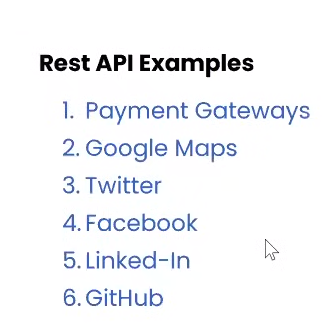 Rest API Examples
1. Payment Gateways
2. Google Maps
3. Twitter
4. Facebook
5. Linked-In
6. GitHub